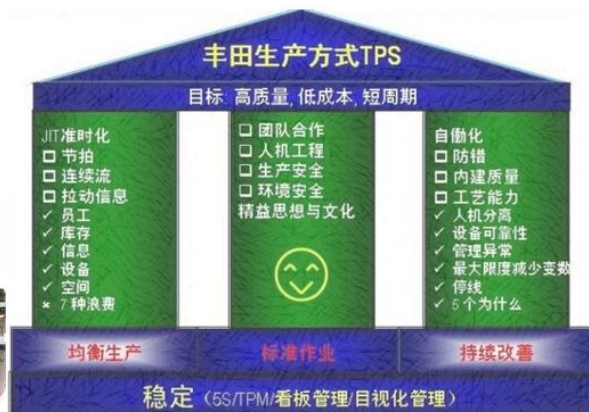 丰田生产方式TPS
目标: 高质量, 低成本, 短周期
JIT准时化
□ 节拍
□ 连续流
□ 拉动信息
✓ 员工
✓ 库存
✓ 信息
✓ 设备
✓ 空间
× 7 种浪费
□ 团队合作
□ 人机工程
□ 生产安全
□ 环境安全
精益思想与文化
自働化
□ 防错
□ 内建质量
□ 工艺能力
✓ 人机分离
✓ 设备可靠性
✓ 管理异常
✓ 最大限度减少变数
✓ 停线
✓ 5 个为什么
均衡生产
标准作业
持续改善
稳定（5S/TPM/看板管理/目视化管理）